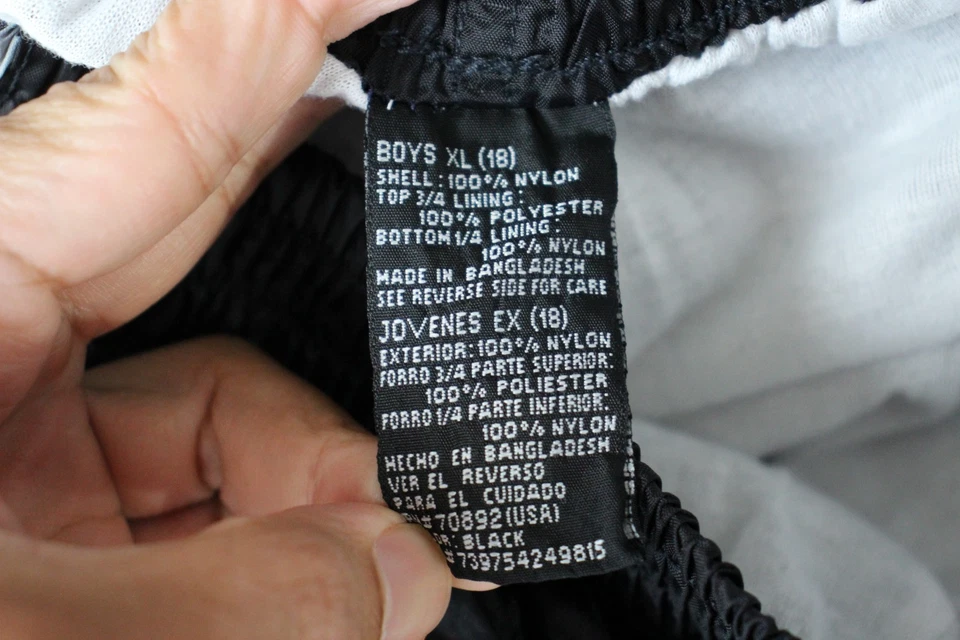 BOYS XL (18)
SHELL: 100% NYLON
TOP 3/4 LINING:
100% POLYESTER
BOTTOM 1/4 LINING:
100% NYLON
MADE IN BANGLADESH
SEE REVERSE SIDE FOR CARE
JOVENES EX (18)
EXTERIOR: 100% NYLON
FORRO 3/4 PARTE SUPERIOR:
100% POLIESTER
FORRO 1/4 PARTE INFERIOR:
100% NYLON
HECHO EN BANGLADESH
VER EL REVERSO
PARA EL CUIDADO
#70892 (USA)
BLACK
739754249815